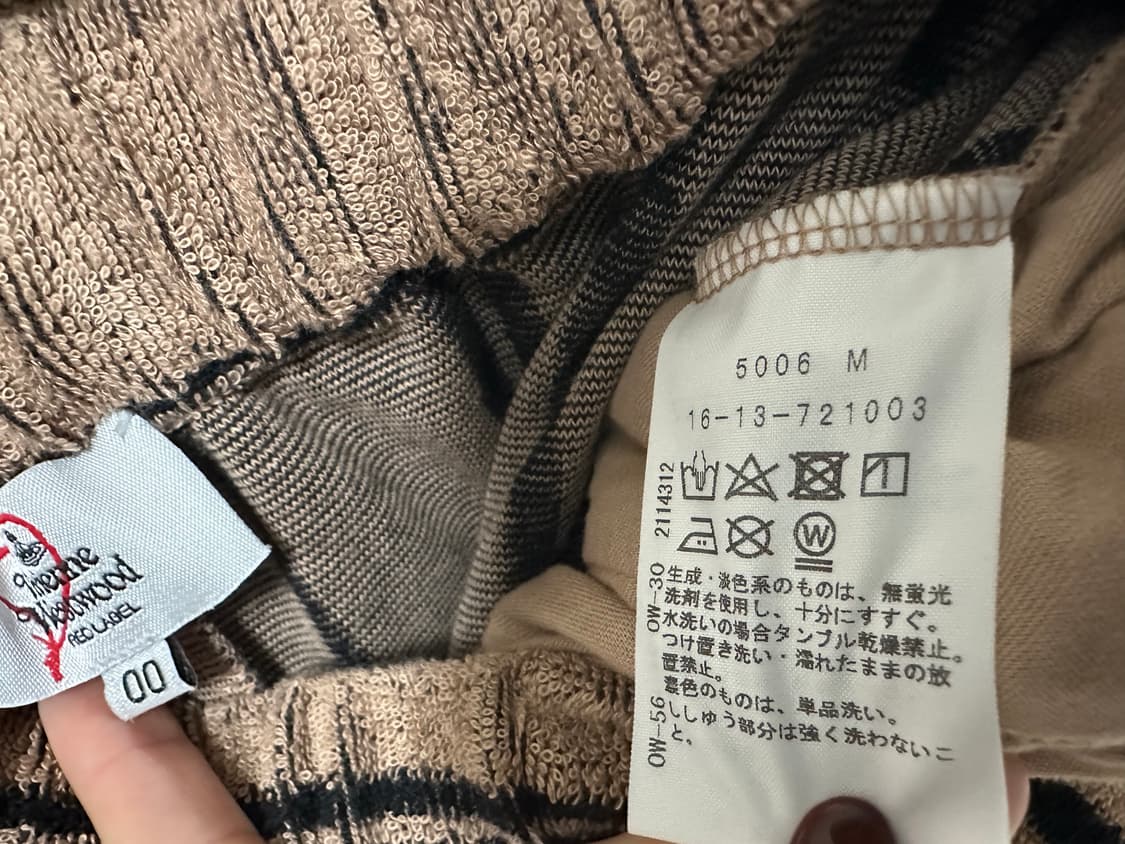 Vivienne
Westwood
RED LABEL
00
5006 M
16-13-721003
2114312
W
OW-30
生成・淡色系のものは、無蛍光
洗剤を使用し、十分にすすぐ。
水洗いの場合タンブル乾燥禁止。
つけ置き洗い・濡れたままの放
置禁止。
濃色のものは、単品洗い。
OW-56
ししゅう部分は強く洗わないこ
と。